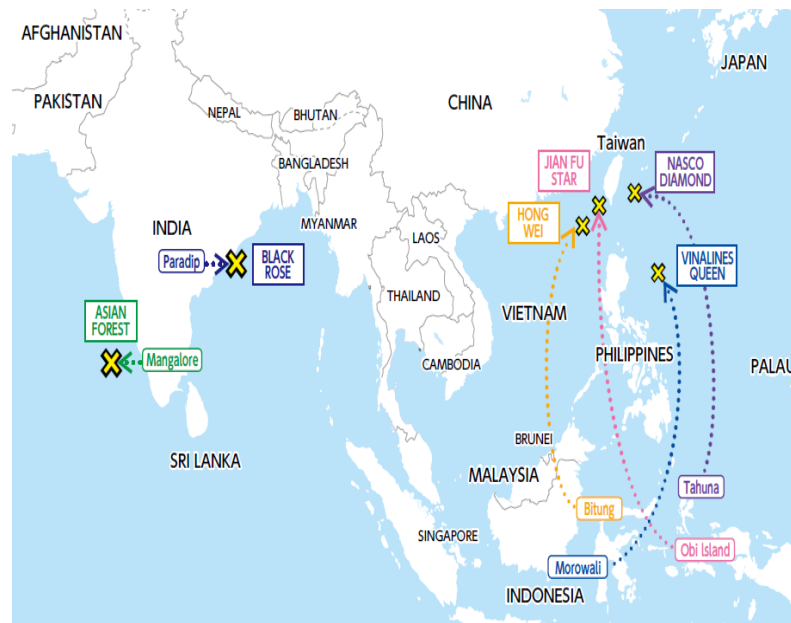 AFGHANISTAN
JAPAN
PAKISTAN
CHINA
NEPAL
BHUTAN
Taiwan
BANGLADESH
JIAN FU
STAR
NASCO
DIAMOND
HONG
WEI
INDIA
MYANMAR
LAOS
Paradip
BLACK
ROSE
VINALINES
QUEEN
THAILAND
VIETNAM
ASIAN
FOREST
Mangalore
CAMBODIA
PHILIPPINES
PALAU
BRUNEI
SRI LANKA
MALAYSIA
Tahuna
Bitung
SINGAPORE
Obi Island
Morowali
INDONESIA